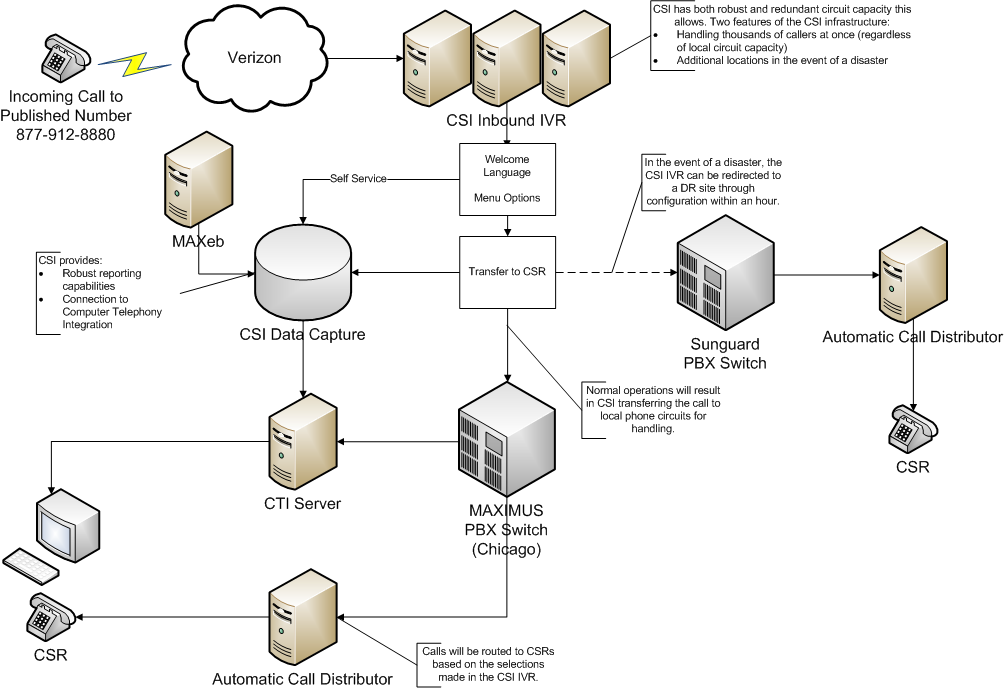 CSI has both robust and redundant circuit capacity this
allows. Two features of the CSI infrastructure:
• Handling thousands of callers at once (regardless
of local circuit capacity)
• Additional locations in the event of a disaster
Verizon
Incoming Call to
Published Number
877-912-8880
CSI Inbound IVR
Welcome
Language
Menu Options
Self Service
In the event of a disaster, the
CSI IVR can be redirected to
a DR site through
configuration within an hour.
MAXeb
CSI provides:
• Robust reporting
capabilities
• Connection to
Computer Telephony
Integration
Transfer to CSR
CSI Data Capture
Sunguard
PBX Switch
Automatic Call Distributor
Normal operations will result
in CSI transferring the call to
local phone circuits for
handling.
CSR
CTI Server
MAXIMUS
PBX Switch
(Chicago)
CSR
Automatic Call Distributor
Calls will be routed to CSRs
based on the selections
made in the CSI IVR.